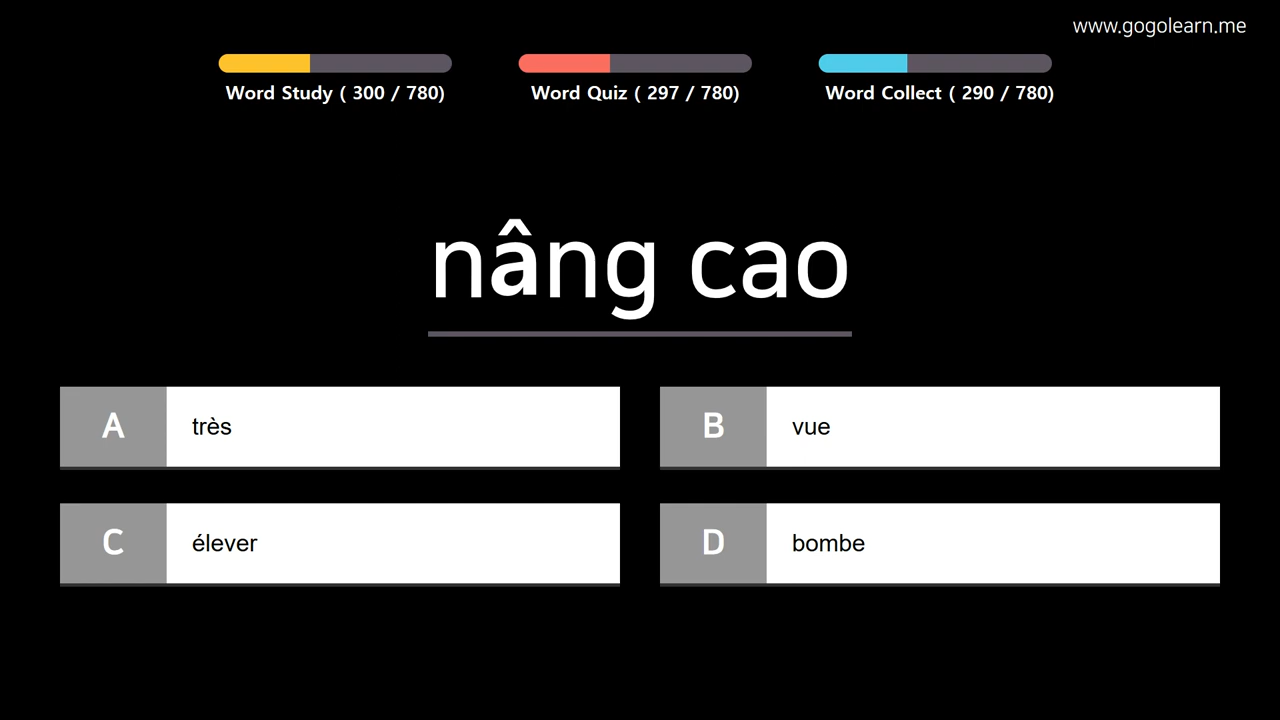 www.gogolearn.me
Word Study ( 300 / 780)
Word Quiz ( 297 / 780)
Word Collect ( 290 / 780)
nâng cao
A
très
B
vue
C
élever
D
bombe